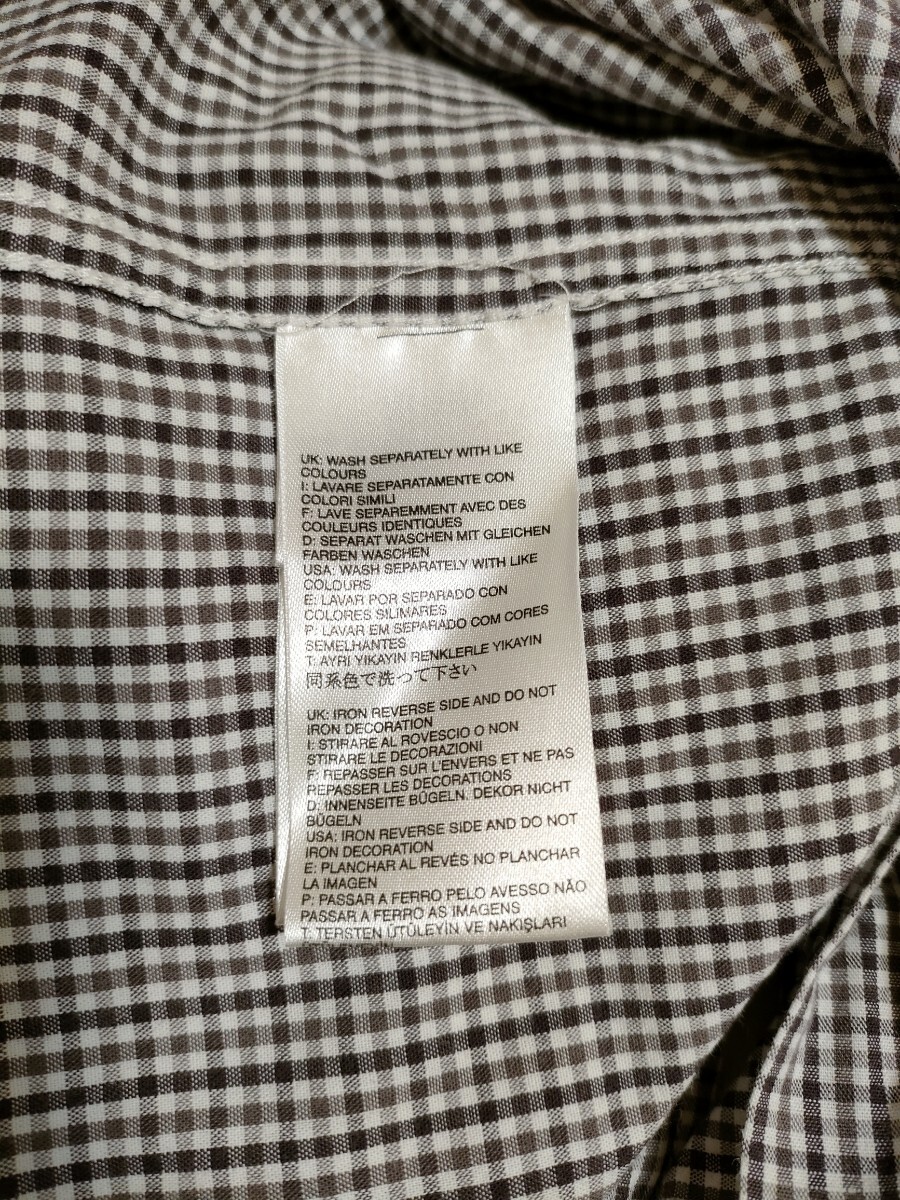 UK: WASH SEPARATELY WITH LIKE
COLOURS
I: LAVARE SEPARATAMENTE CON
COLORI SIMILI
F: LAVE SEPAREMMENT AVEC DES
COULEURS IDENTIQUES
D: SEPARAT WASCHEN MIT GLEICHEN
FARBEN WASCHEN
USA: WASH SEPARATELY WITH LIKE
COLOURS
E: LAVAR POR SEPARADO CON
COLORES SILIMARES
P: LAVAR EM SEPARADO COM CORES
SEMELHANTES
T: AYRI YIKAYIN RENKLERLE YIKAYIN
同系色で洗って下さい
UK: IRON REVERSE SIDE AND DO NOT
IRON DECORATION
I: STIRARE AL ROVESCIO O NON
STIRARE LE DECORAZIONI
F: REPASSER SUR L'ENVERS ET NE PAS
REPASSER LES DECORATIONS
D: INNENSEITE BÜGELN. DEKOR NICHT
BÜGELN
USA: IRON REVERSE SIDE AND DO NOT
IRON DECORATION
E: PLANCHAR AL REVÉS NO PLANCHAR
LA IMAGEN
P: PASSAR A FERRO PELO AVESSO NÃO
PASSAR A FERRO AS IMAGENS
T: TERSTEN ÜTÜLEYİN VE NAKIŞLARI